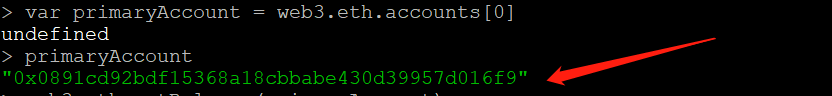 > var primaryAccount = web3.eth.accounts[0]
undefined
> primaryAccount
"0x0891cd92bdf15368a18cbbabe430d39957d016f9"